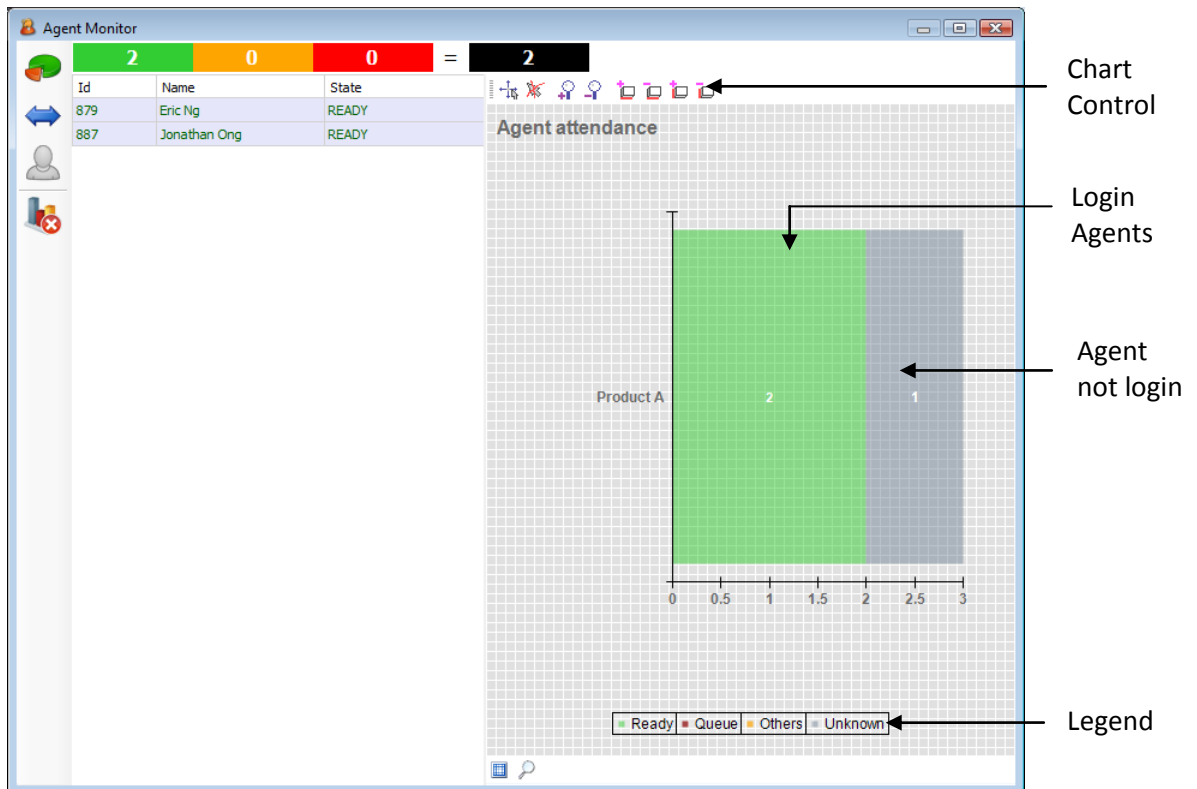 Agent Monitor
2 0 0 = 2
Id Name State
879 Eric Ng READY
887 Jonathan Ong READY
Agent attendance
Product A
2 1
0 0.5 1 1.5 2 2.5 3
Ready Queue Others Unknown
Chart
Control
Login
Agents
Agent
not login
Legend